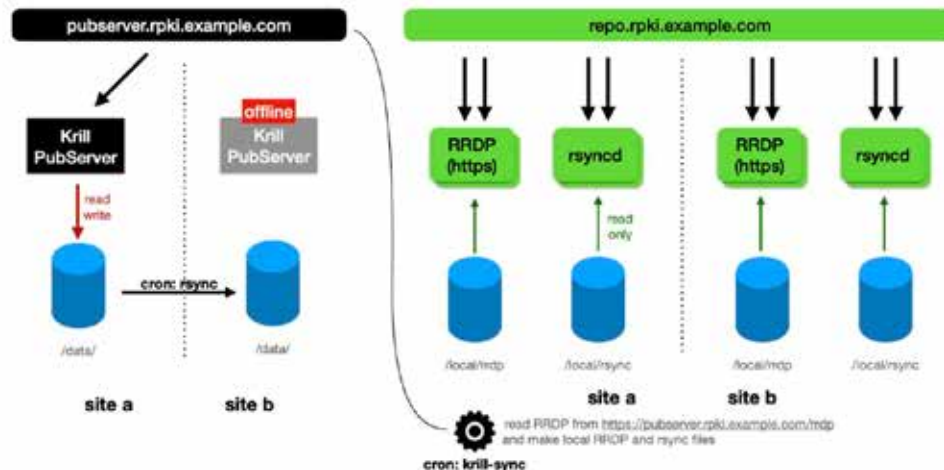 pubserver.rpki.example.com
repo.rpki.example.com
offline
Krill
PubServer
Krill
PubServer
RRDP
(https)
rsyncd
RRDP
(https)
rsyncd
read
write
read
only
cron: rsync
/data/
/data/
/local/rrdp
/local/rsync
/local/rrdp
/local/rsync
site a
site b
site a
site b
read RRDP from https://pubserver.rpki.example.com/rrdp
and make local RRDP and rsync files
cron: krill-sync